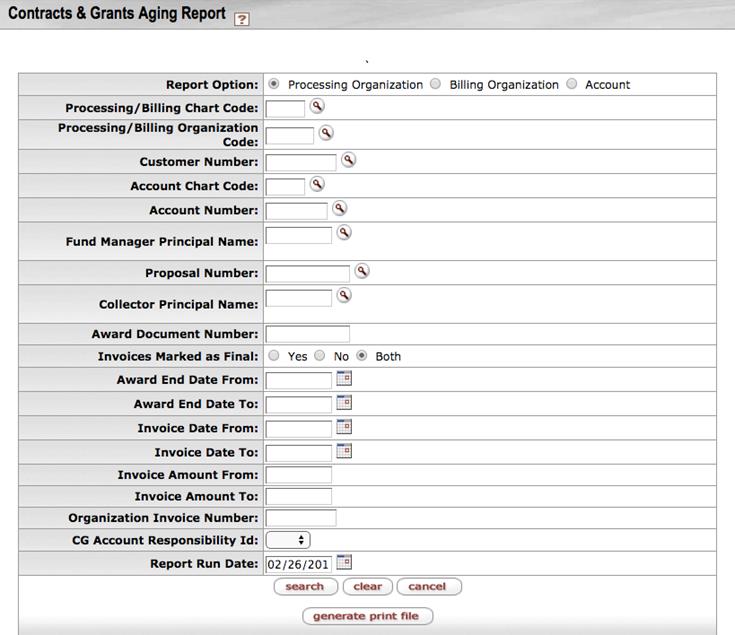 Contracts & Grants Aging Report ?
Report Option: Processing Organization Billing Organization Account
Processing/Billing Chart Code:
Processing/Billing Organization
Code:
Customer Number:
Account Chart Code:
Account Number:
Fund Manager Principal Name:
Proposal Number:
Collector Principal Name:
Award Document Number:
Invoices Marked as Final: Yes No Both
Award End Date From:
Award End Date To:
Invoice Date From:
Invoice Date To:
Invoice Amount From:
Invoice Amount To:
Organization Invoice Number:
CG Account Responsibility Id:
Report Run Date: 02/26/201
search clear cancel
generate print file